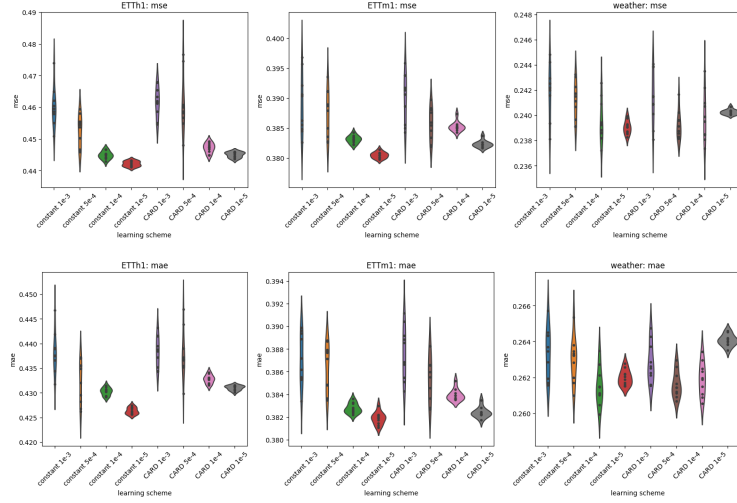 ETTh1: mse
ETTm1: mse
weather: mse
0.49
0.48
0.47
0.46
0.45
0.44
mse
0.400
0.395
0.390
0.385
0.380
mse
0.248
0.246
0.244
0.242
0.240
0.238
0.236
mse
constant 1e-3
constant 5e-4
constant 1e-4
constant 1e-5
CARD 1e-3
CARD 5e-4
CARD 1e-4
CARD 1e-5
learning scheme
constant 1e-3
constant 5e-4
constant 1e-4
constant 1e-5
CARD 1e-3
CARD 5e-4
CARD 1e-4
CARD 1e-5
learning scheme
constant 1e-3
constant 5e-4
constant 1e-4
constant 1e-5
CARD 1e-3
CARD 5e-4
CARD 1e-4
CARD 1e-5
learning scheme
ETTh1: mae
ETTm1: mae
weather: mae
0.450
0.445
0.440
0.435
0.430
0.425
0.420
mae
0.394
0.392
0.390
0.388
0.386
0.384
0.382
0.380
mae
0.266
0.264
0.262
0.260
mae
constant 1e-3
constant 5e-4
constant 1e-4
constant 1e-5
CARD 1e-3
CARD 5e-4
CARD 1e-4
CARD 1e-5
learning scheme
constant 1e-3
constant 5e-4
constant 1e-4
constant 1e-5
CARD 1e-3
CARD 5e-4
CARD 1e-4
CARD 1e-5
learning scheme
constant 1e-3
constant 5e-4
constant 1e-4
constant 1e-5
CARD 1e-3
CARD 5e-4
CARD 1e-4
CARD 1e-5
learning scheme